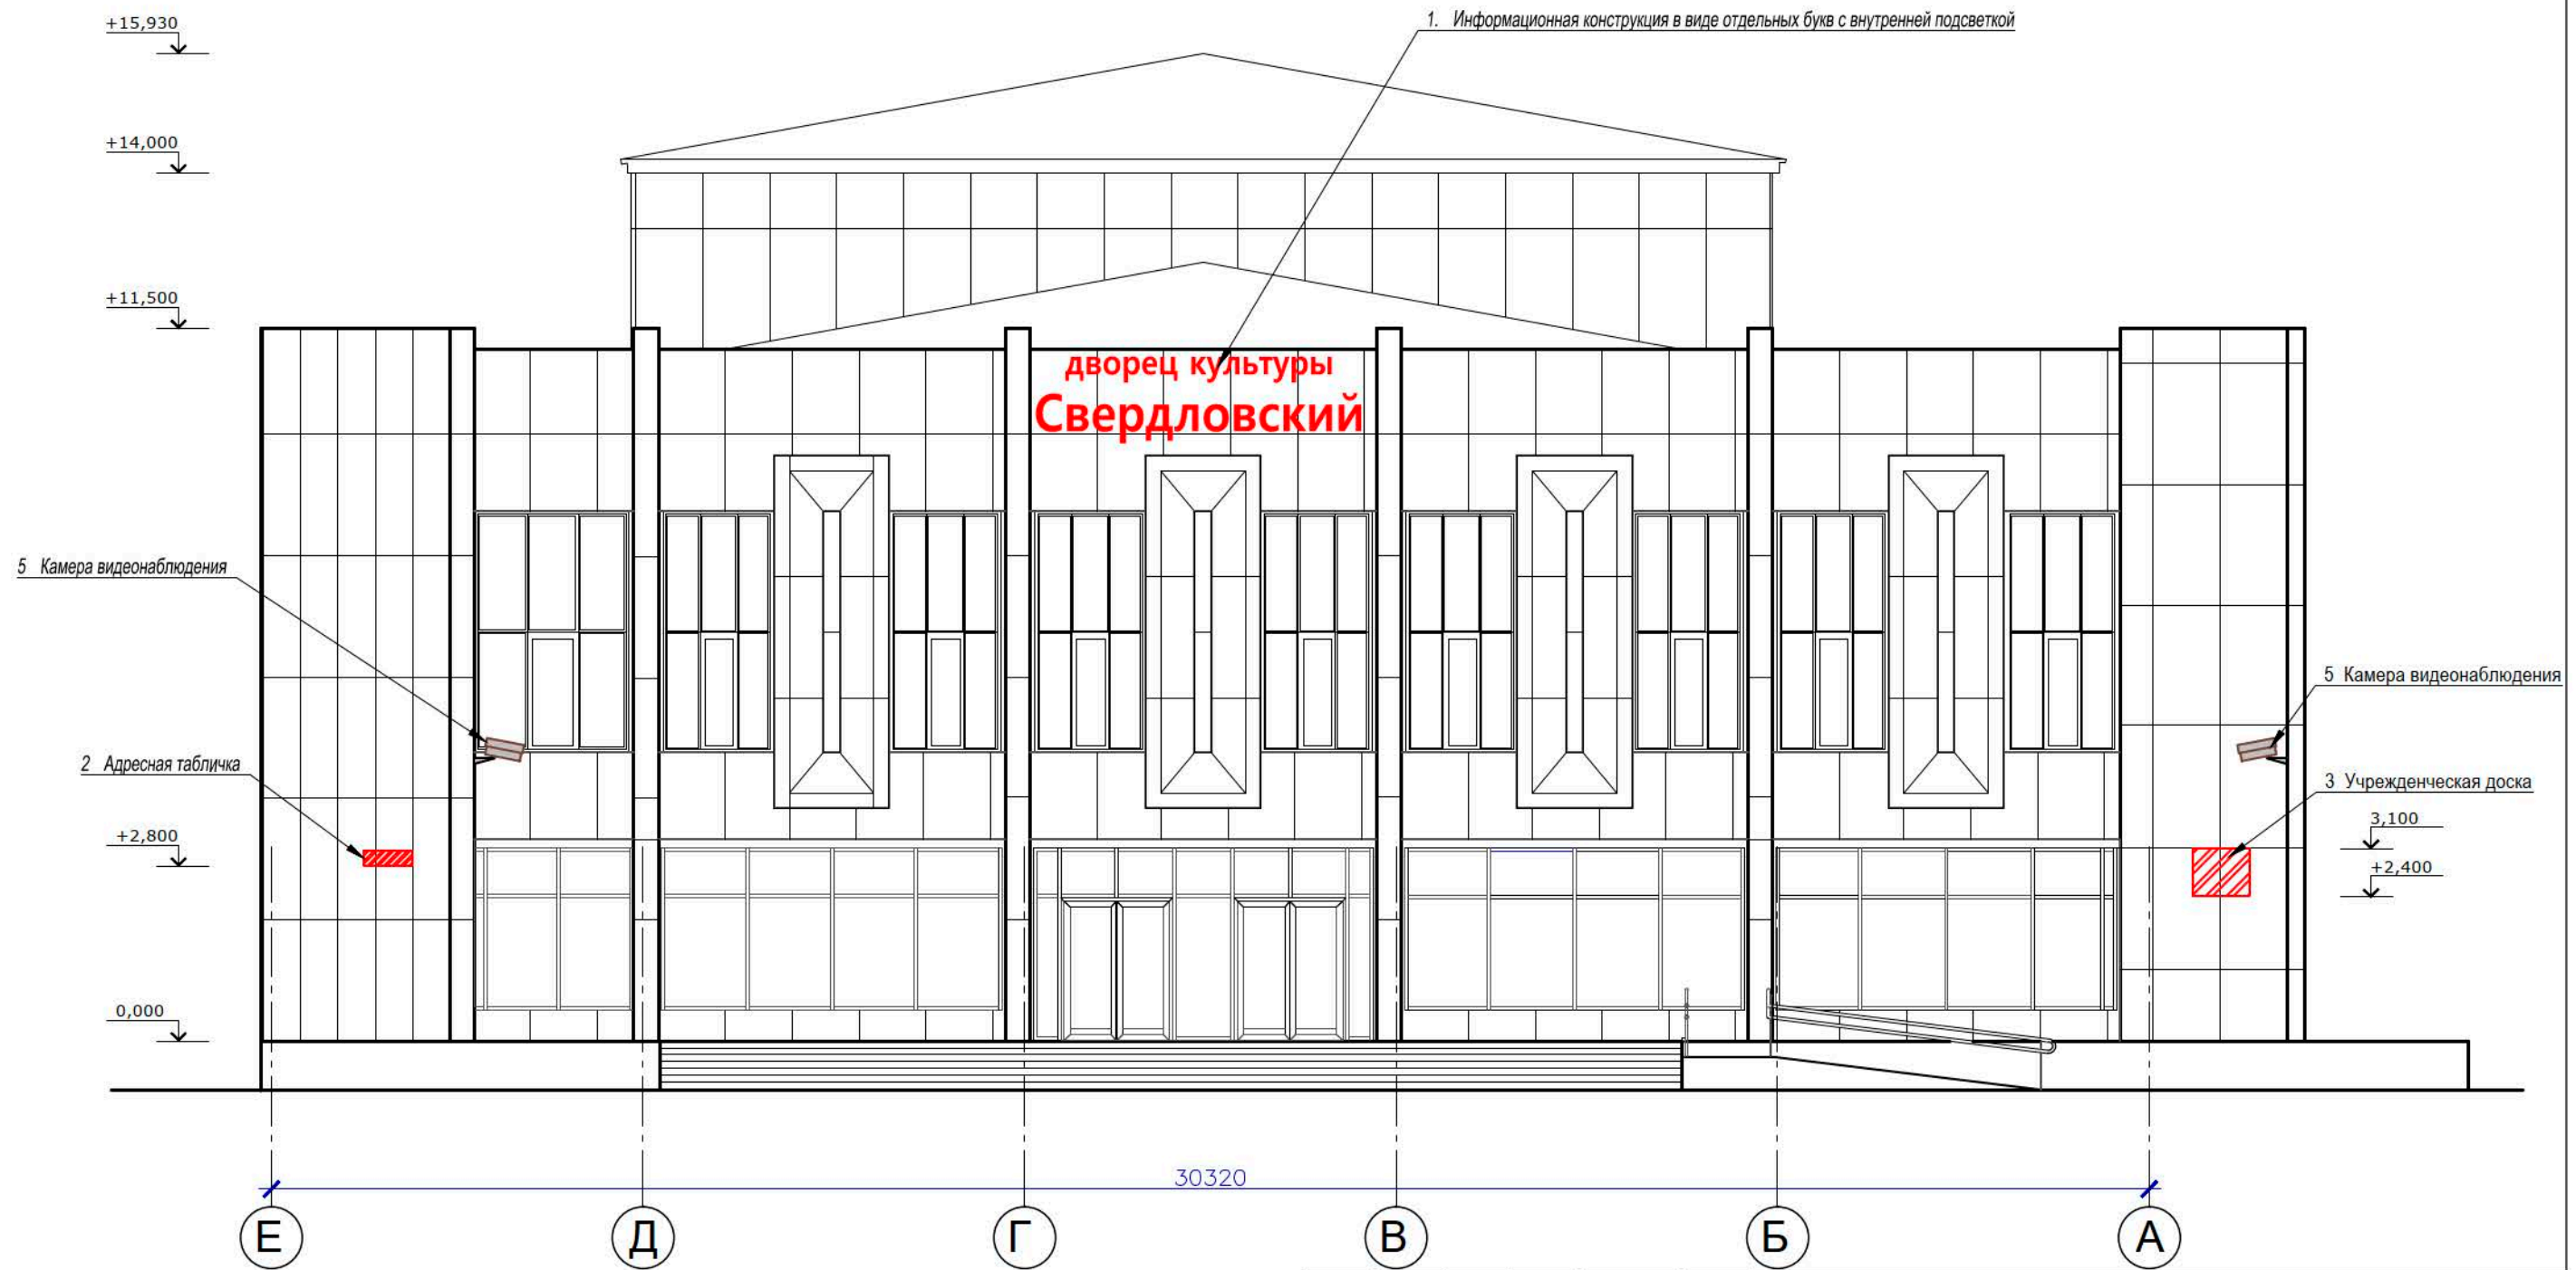 +15,930
1. Информационная конструкция в виде отдельных букв с внутренней подсветкой
+14,000
+11,500
дворец культуры
Свердловский
5 Камера видеонаблюдения
5 Камера видеонаблюдения
2 Адресная табличка
3 Учрежденческая доска
+2,800
3,100
+2,400
0,000
30320
Е Д Г В Б А